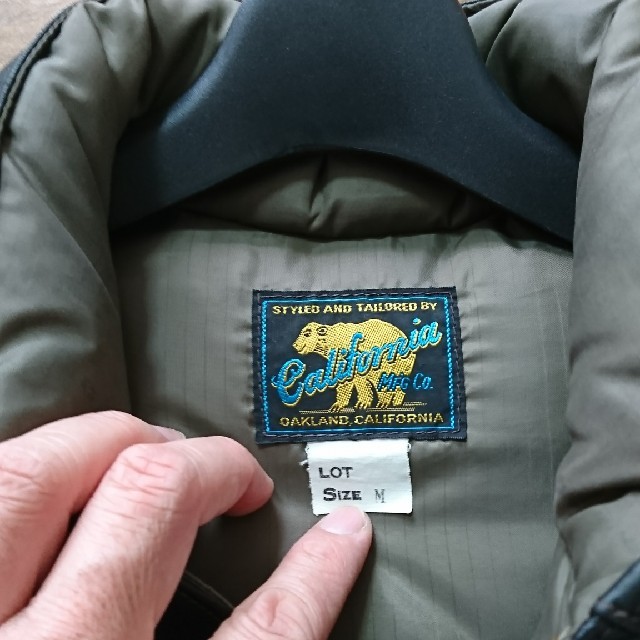 STYLED AND TAILORED BY
California
MFG Co.
OAKLAND, CALIFORNIA
LOT
SIZE M